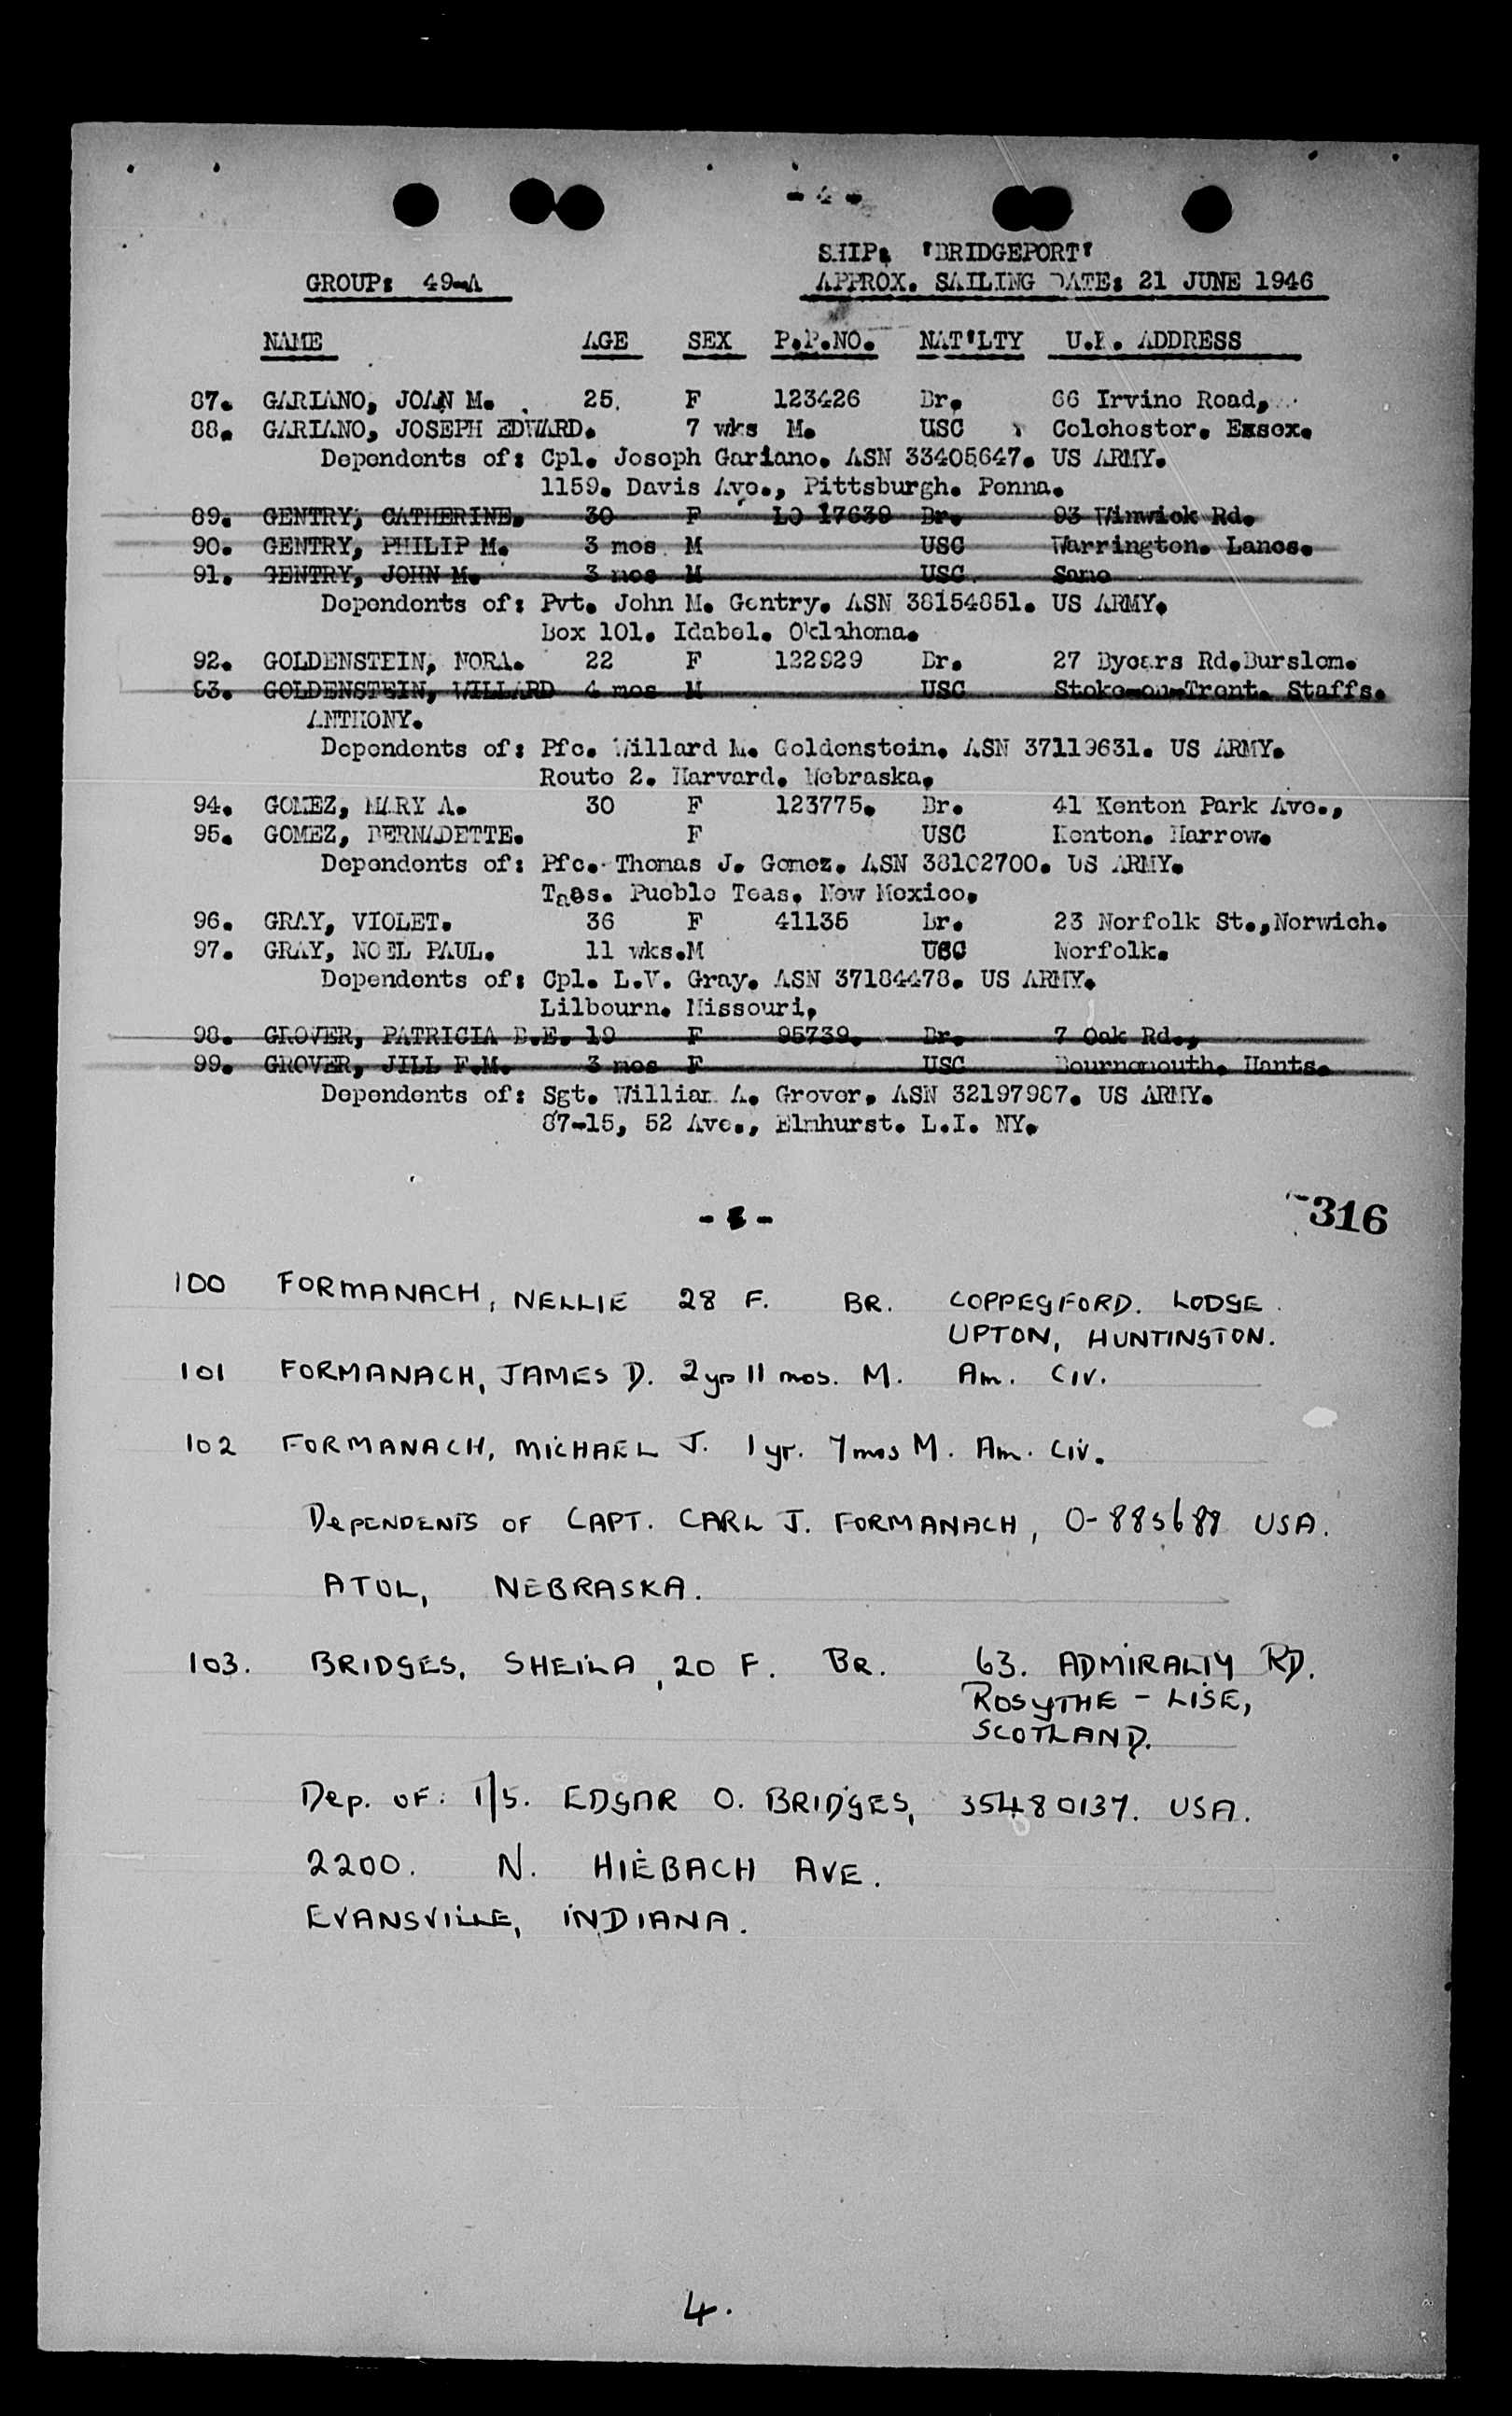 - 4 -
SHIP: 'BRIDGEPORT'
GROUP: 49-A APPROX. SAILING DATE: 21 JUNE 1946
NAME AGE SEX P.P.NO. NAT'LTY U.K. ADDRESS
87. GARIANO, JOAN M. 25. F 123426 Br. 66 Irvine Road,
88. GARIANO, JOSEPH EDWARD. 7 wks M. USC Colchester. Essex.
Dependents of: Cpl. Joseph Gariano. ASN 33405647. US ARMY.
1159. Davis Ave., Pittsburgh. Penna.
89. GENTRY, CATHERINE. 30 F LO 17639 Br. 93 Winwick Rd.
90. GENTRY, PHILIP M. 3 mos M USC Warrington. Lancs.
91. GENTRY, JOHN M. 3 mos M USC. Same
Dependents of: Pvt. John M. Gentry. ASN 38154851. US ARMY.
Box 101. Idabel. Oklahoma.
92. GOLDENSTEIN, NORA. 22 F 122929 Br. 27 Byears Rd.Burslem.
93. GOLDENSTEIN, WILLARD 4 mos M USC Stoke-on-Trent. Staffs.
ANTHONY.
Dependents of: Pfc. Willard M. Goldenstein. ASN 37119631. US ARMY.
Route 2. Harvard. Nebraska.
94. GOMEZ, MARY A. 30 F 123775. Br. 41 Kenton Park Ave.,
95. GOMEZ, BERNADETTE. F USC Kenton. Harrow.
Dependents of: Pfc. Thomas J. Gomez. ASN 38102700. US ARMY.
Taos. Pueblo Teas. New Mexico.
96. GRAY, VIOLET. 36 F 41135 Br. 23 Norfolk St.,Norwich.
97. GRAY, NOEL PAUL. 11 wks.M USC Norfolk.
Dependents of: Cpl. L.V. Gray. ASN 37184478. US ARMY.
Lilbourn. Missouri.
98. GROVER, PATRICIA B.E. 19 F 95739. Br. 7 Oak Rd.,
99. GROVER, JILL F.M. 3 mos F USC Bournemouth. Hants.
Dependents of: Sgt. William A. Grover. ASN 32197987. US ARMY.
87-15, 52 Ave., Elmhurst. L.I. NY.
316
100 FORMANACH, NELLIE 28 F. BR. COPPEGFORD. LODGE.
UPTON, HUNTINGTON.
101 FORMANACH, JAMES D. 2 yrs 11 mos. M. Am. CIV.
102 FORMANACH, MICHAEL J. 1 yr. 7 mos M. Am. CIV.
DEPENDENTS OF CAPT. CARL J. FORMANACH, O-885688 USA.
ATOL, NEBRASKA.
103. BRIDGES, SHEILA, 20 F. BR. 63. ADMIRALTY RD.
ROSYTHE - LISE,
SCOTLAND.
Dep. OF: T/5. EDGAR O. BRIDGES, 35480137. USA.
2200. N. HIEBACH AVE.
EVANSVILLE, INDIANA.
4.